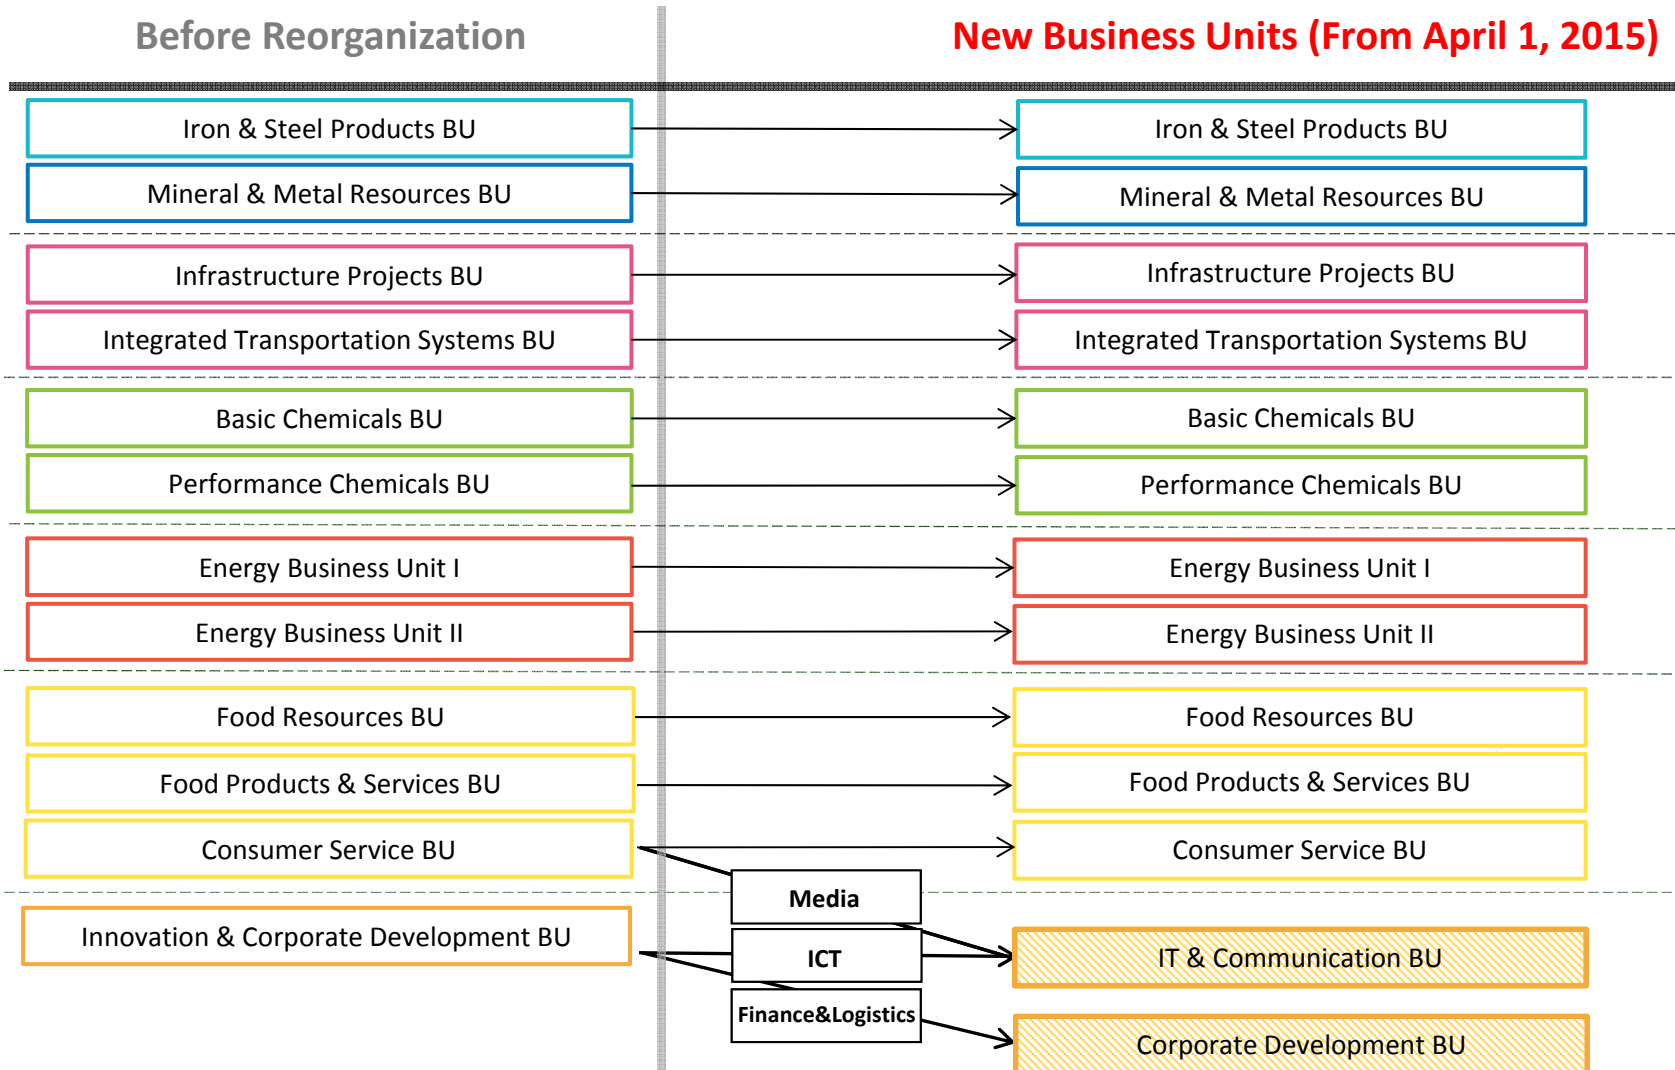 Before Reorganization
New Business Units (From April 1, 2015)
Iron & Steel Products BU
Iron & Steel Products BU
Mineral & Metal Resources BU
Mineral & Metal Resources BU
Infrastructure Projects BU
Infrastructure Projects BU
Integrated Transportation Systems BU
Integrated Transportation Systems BU
Basic Chemicals BU
Basic Chemicals BU
Performance Chemicals BU
Performance Chemicals BU
Energy Business Unit I
Energy Business Unit I
Energy Business Unit II
Energy Business Unit II
Food Resources BU
Food Resources BU
Food Products & Services BU
Food Products & Services BU
Consumer Service BU
Consumer Service BU
Media
Innovation & Corporate Development BU
ICT
IT & Communication BU
Finance&Logistics
Corporate Development BU